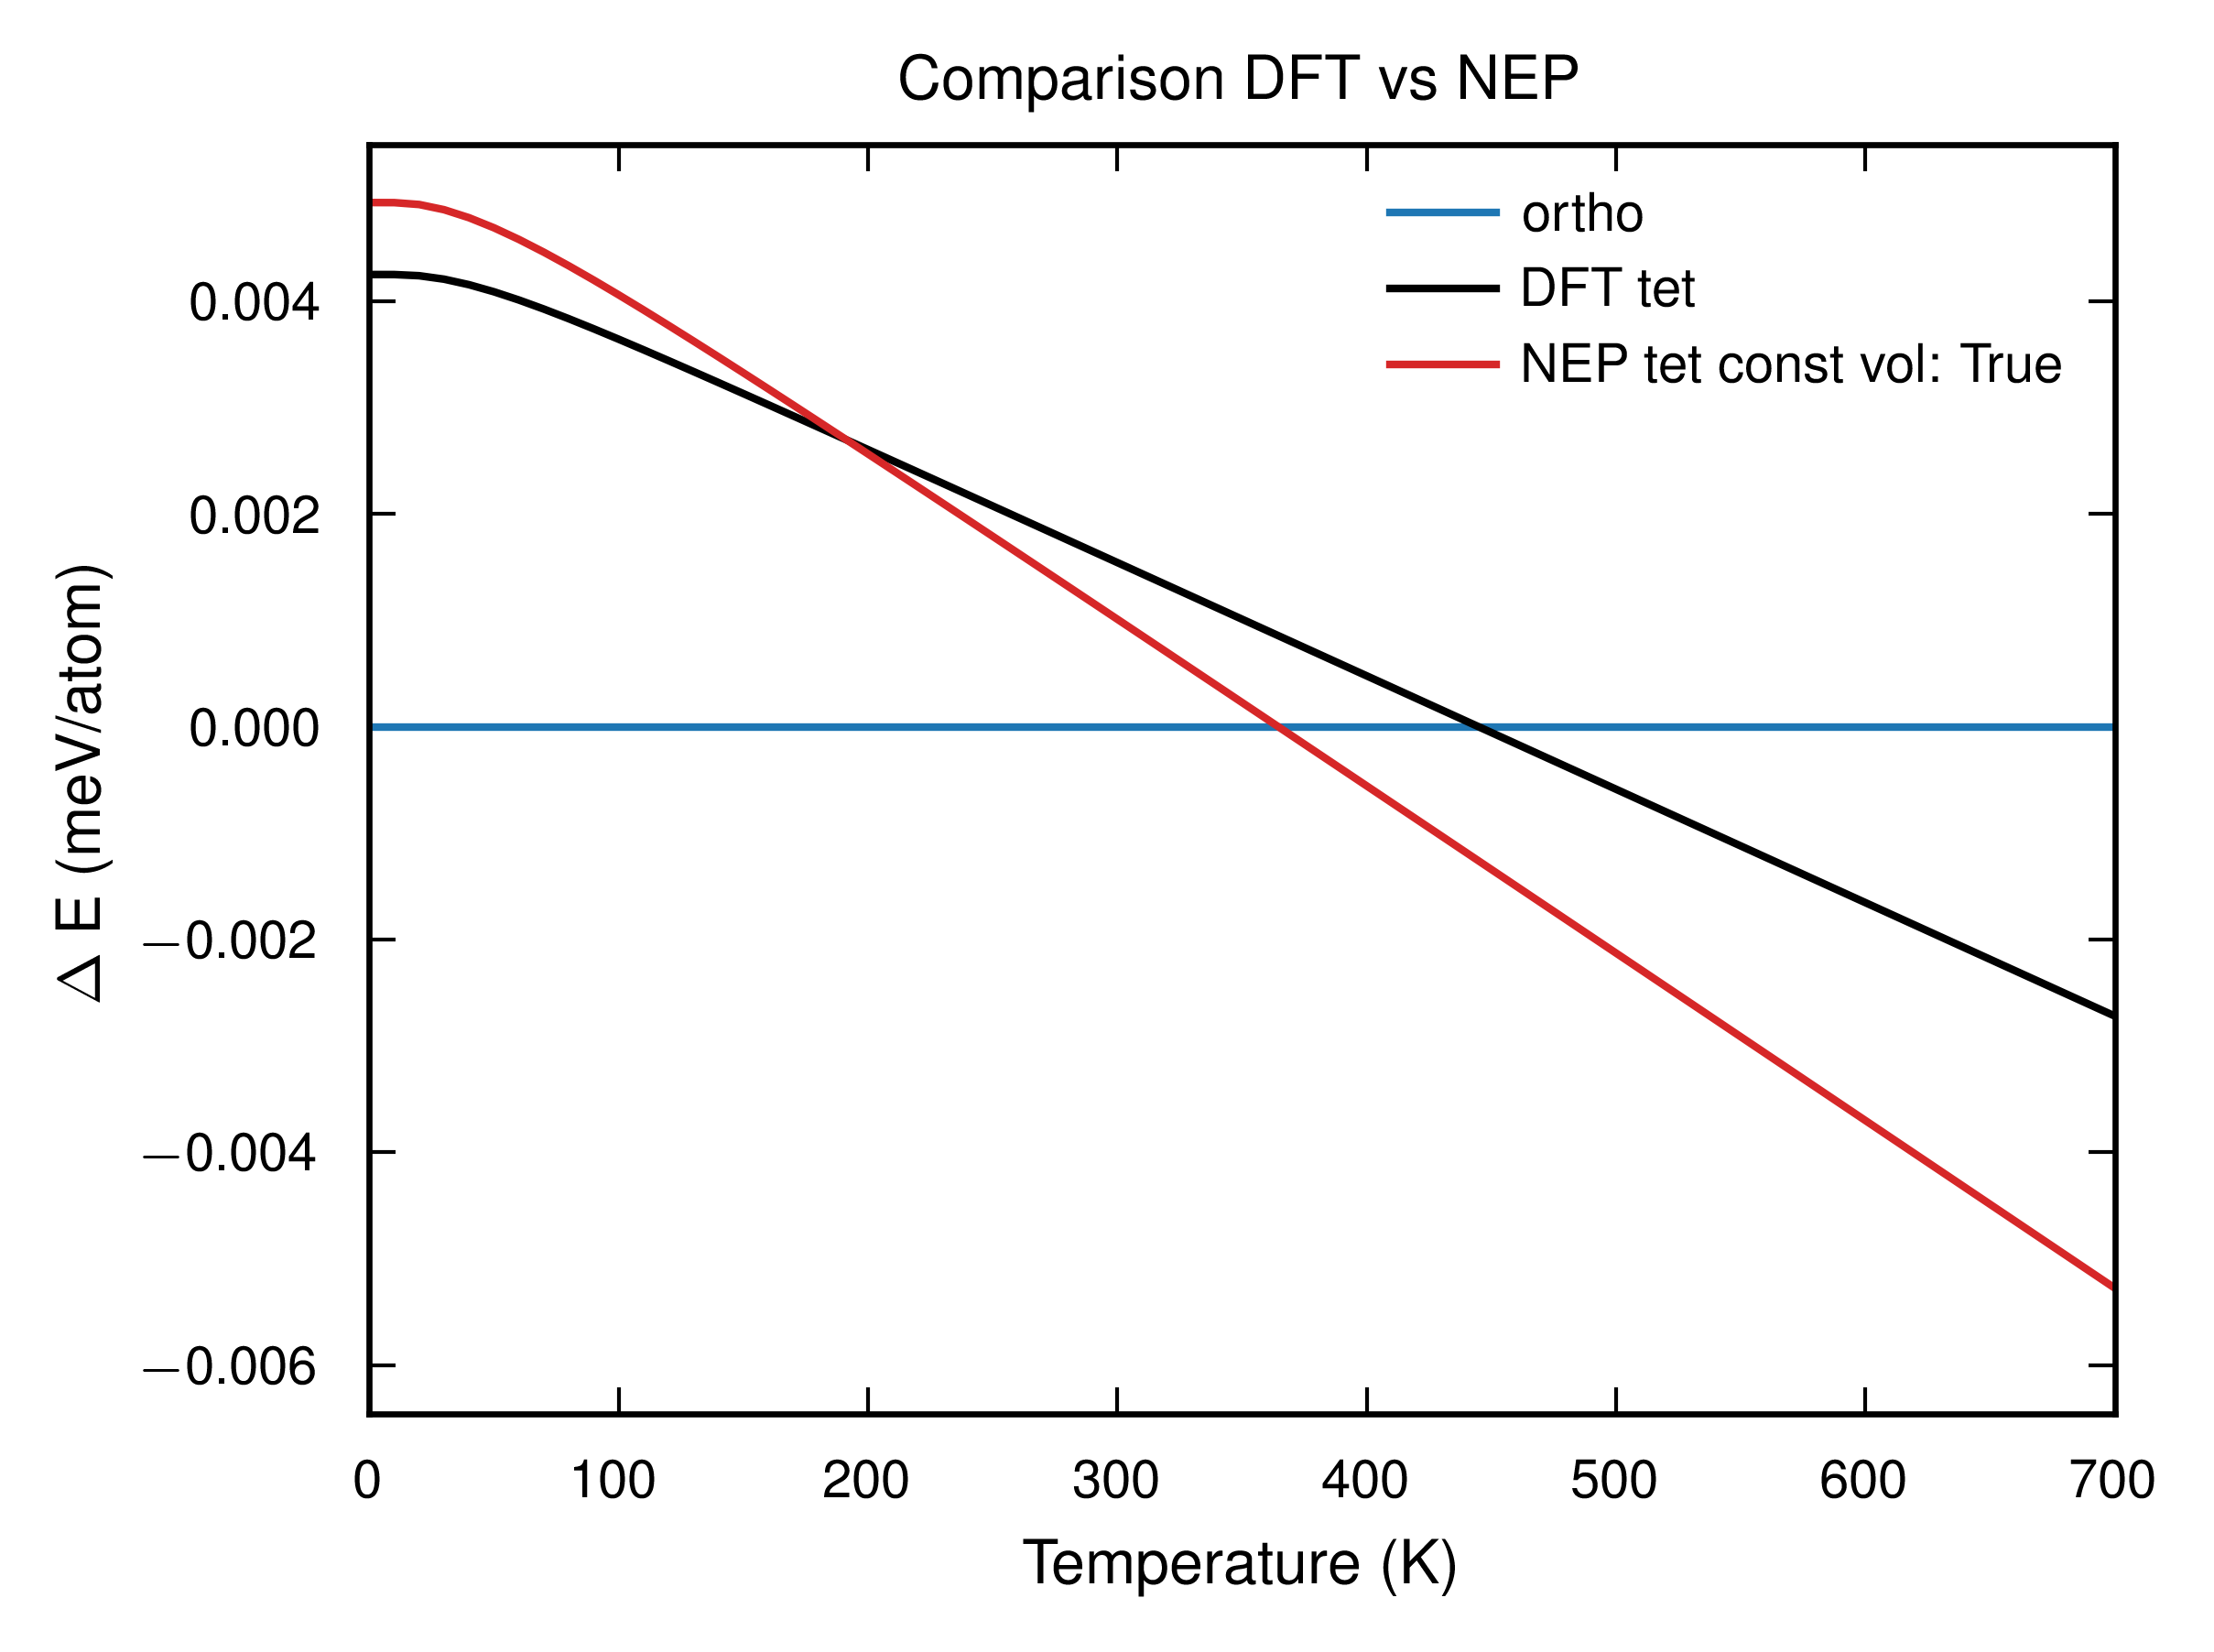 Comparison DFT vs NEP
ortho
DFT tet
NEP tet const vol: True
0.004
0.002
0.000
−0.002
−0.004
−0.006
Δ E (meV/atom)
0 100 200 300 400 500 600 700
Temperature (K)